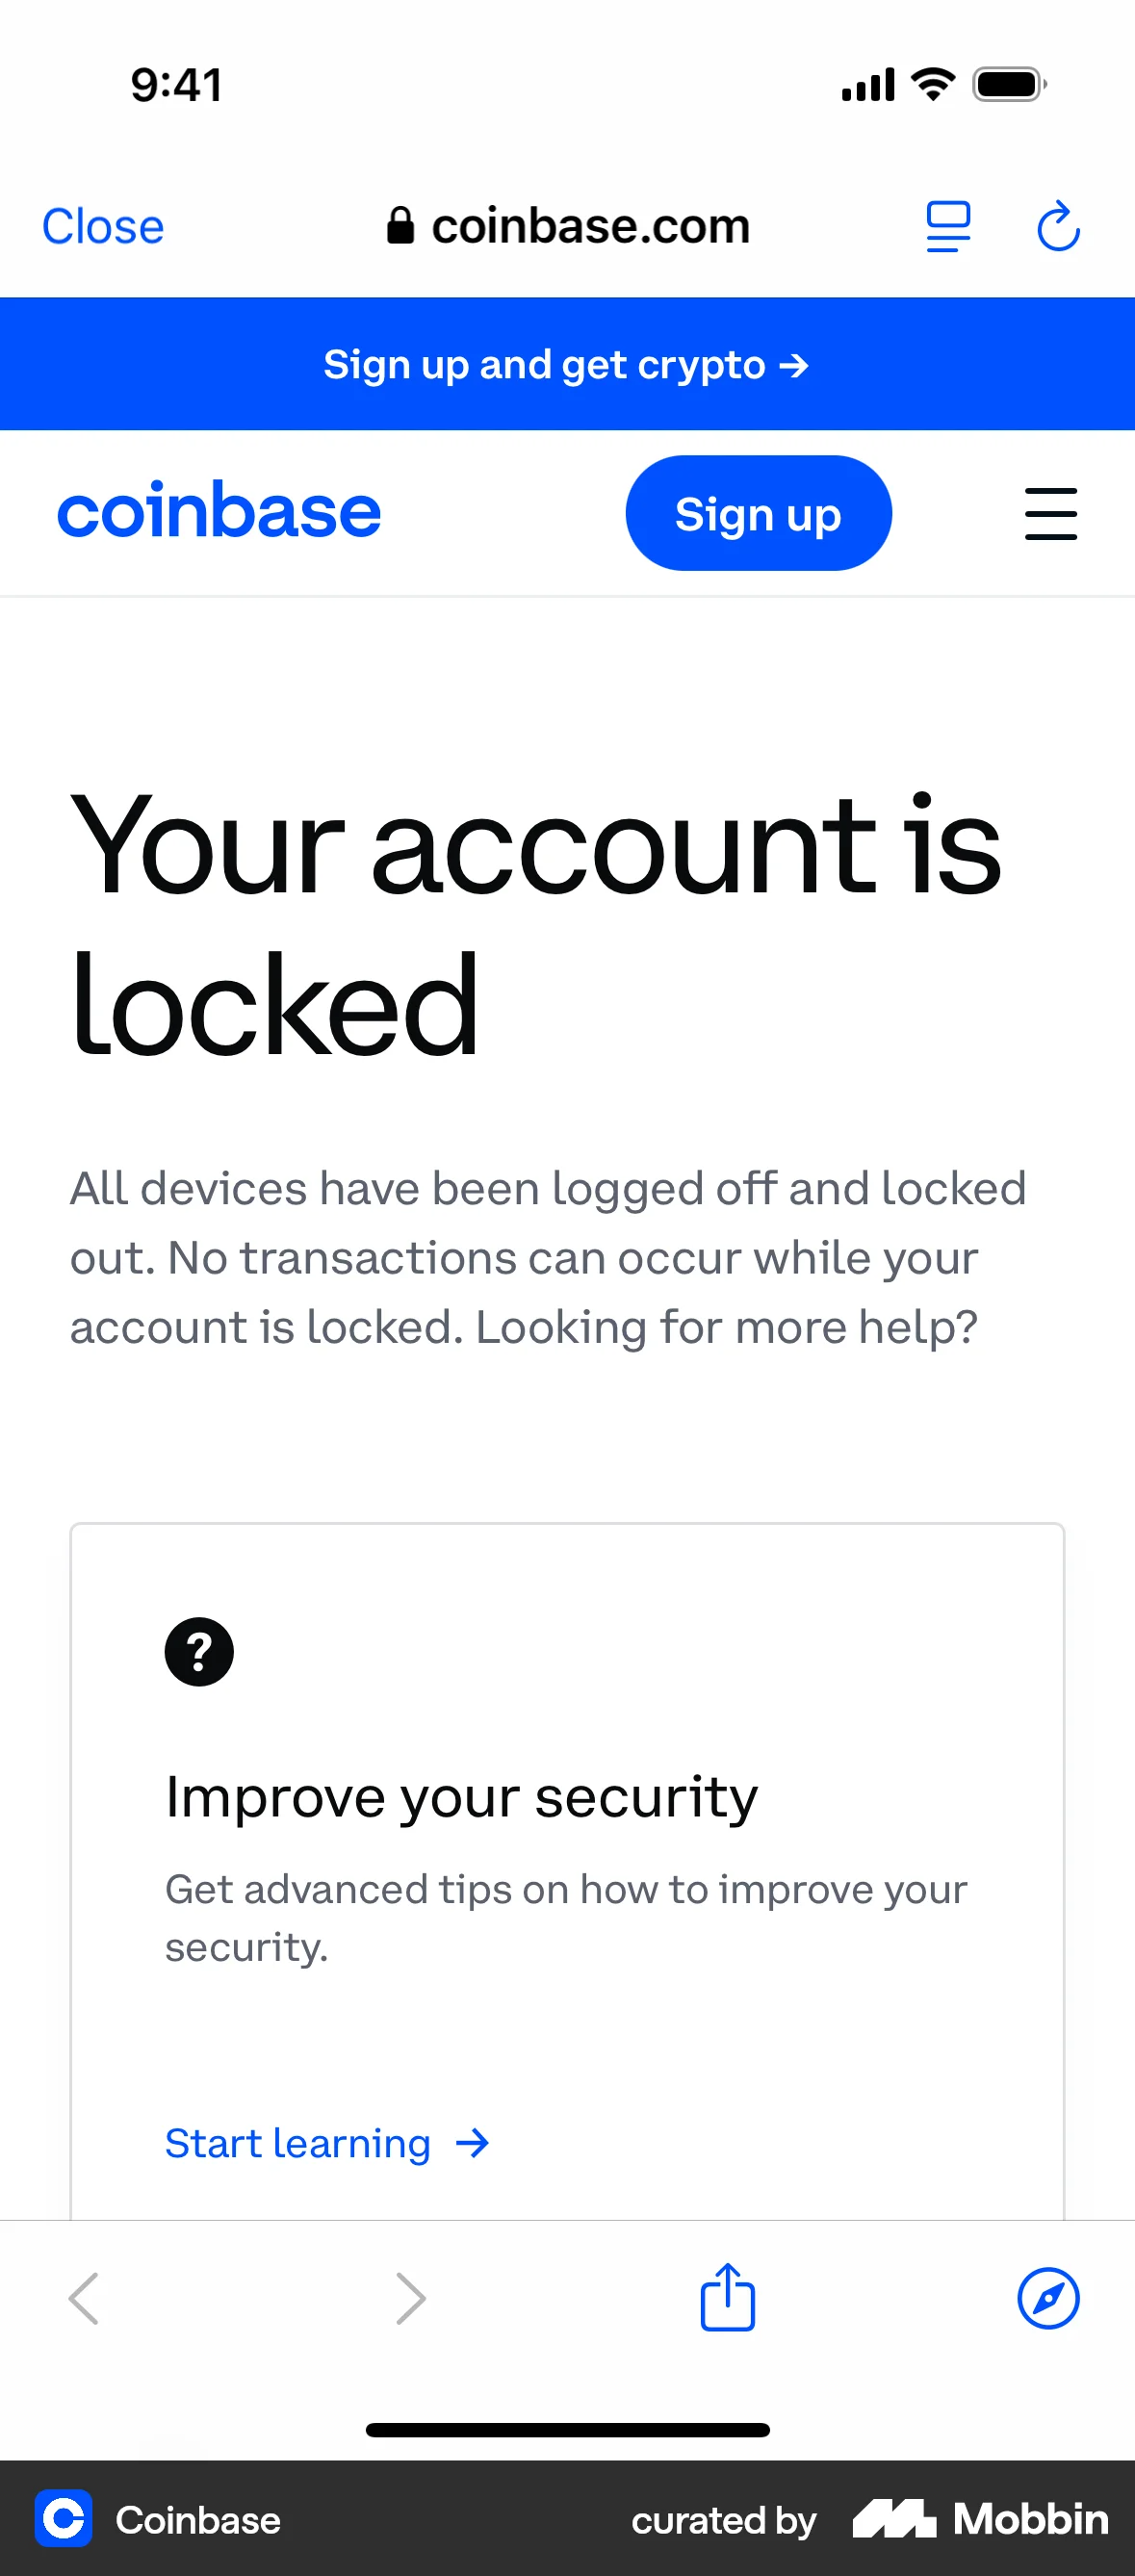 9:41
Close
coinbase.com
Sign up and get crypto →
coinbase
Sign up
Your account is
locked
All devices have been logged off and locked
out. No transactions can occur while your
account is locked. Looking for more help?
?
Improve your security
Get advanced tips on how to improve your
security.
Start learning →
Coinbase
curated by
Mobbin